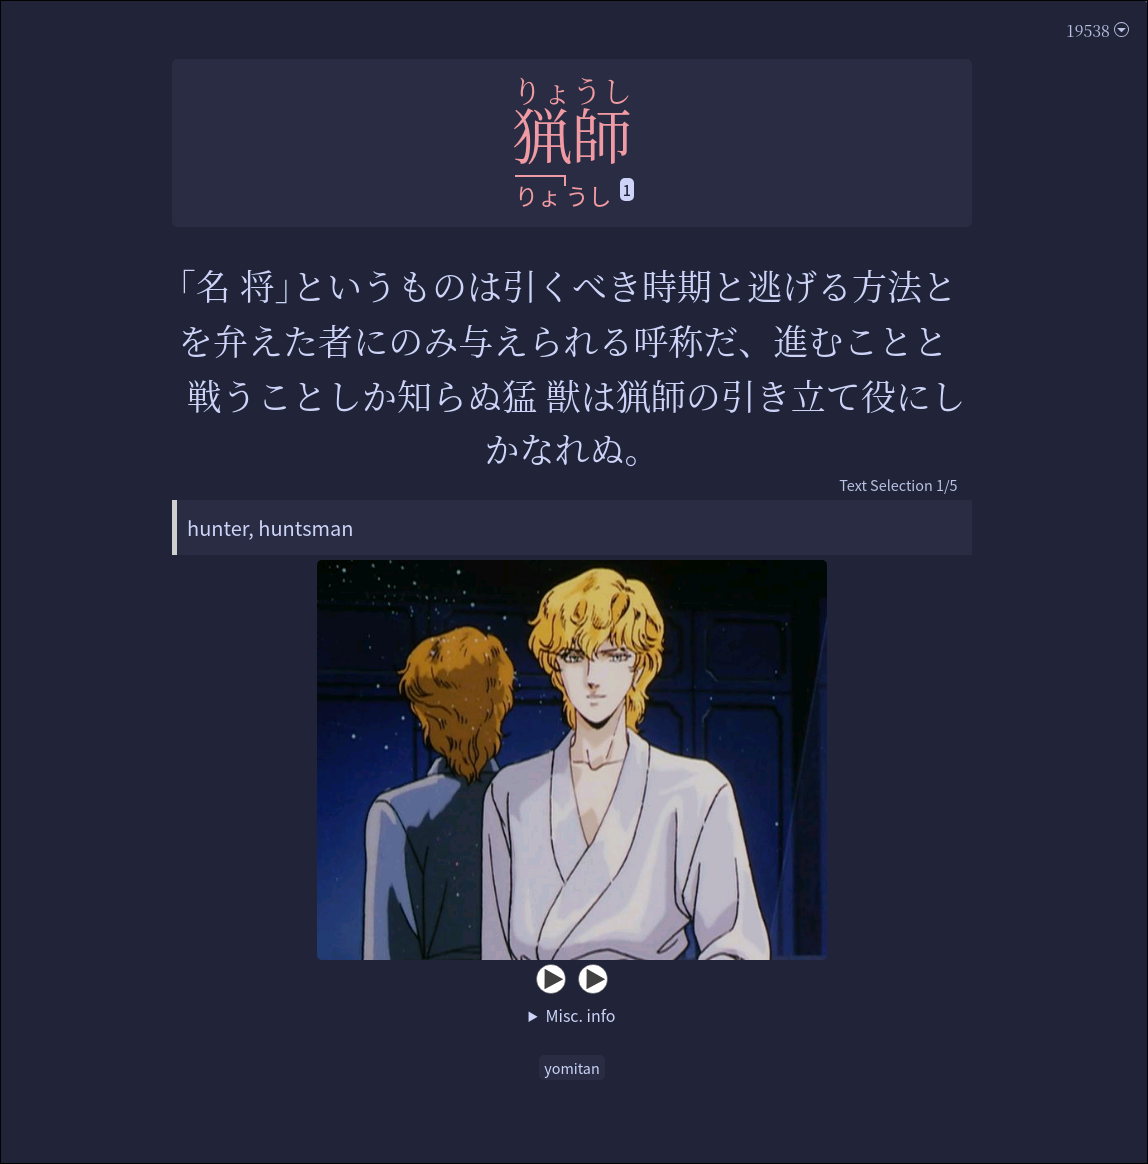 19538
りょうし
猟師
りょうし 1
「名 将」というものは引くべき時期と逃げる方法と
を弁えた者にのみ与えられる呼称だ、進むことと
戦うことしか知らぬ猛 獣は猟師の引き立て役にし
かなれぬ。
Text Selection 1/5
hunter, huntsman
Misc. info
yomitan